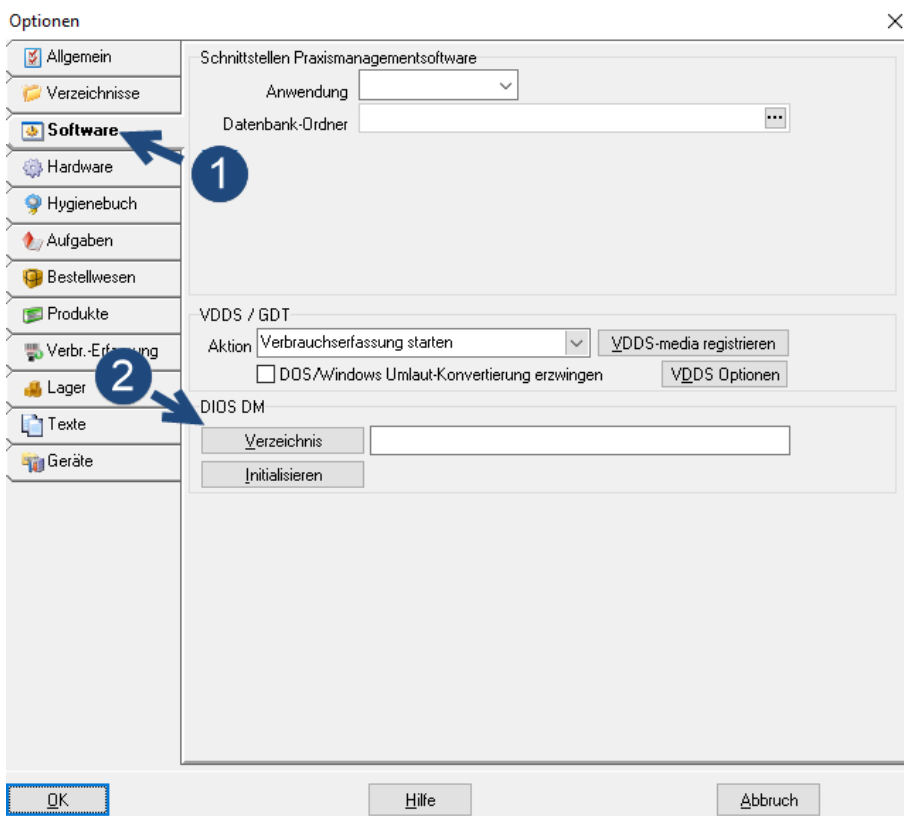 Optionen
Allgemein
Verzeichnisse
Software
Hardware
Hygienebuch
Aufgaben
Bestellwesen
Produkte
Verbr.-Erfassung
Lager
Texte
Geräte
1
2
Schnittstellen Praxismanagementsoftware
Anwendung
Datenbank-Ordner ...
VDDS / GDT
Aktion Verbrauchserfassung starten VDDS-media registrieren
DOS/Windows Umlaut-Konvertierung erzwingen VDDS Optionen
DIOS DM
Verzeichnis
Initialisieren
OK Hilfe Abbruch